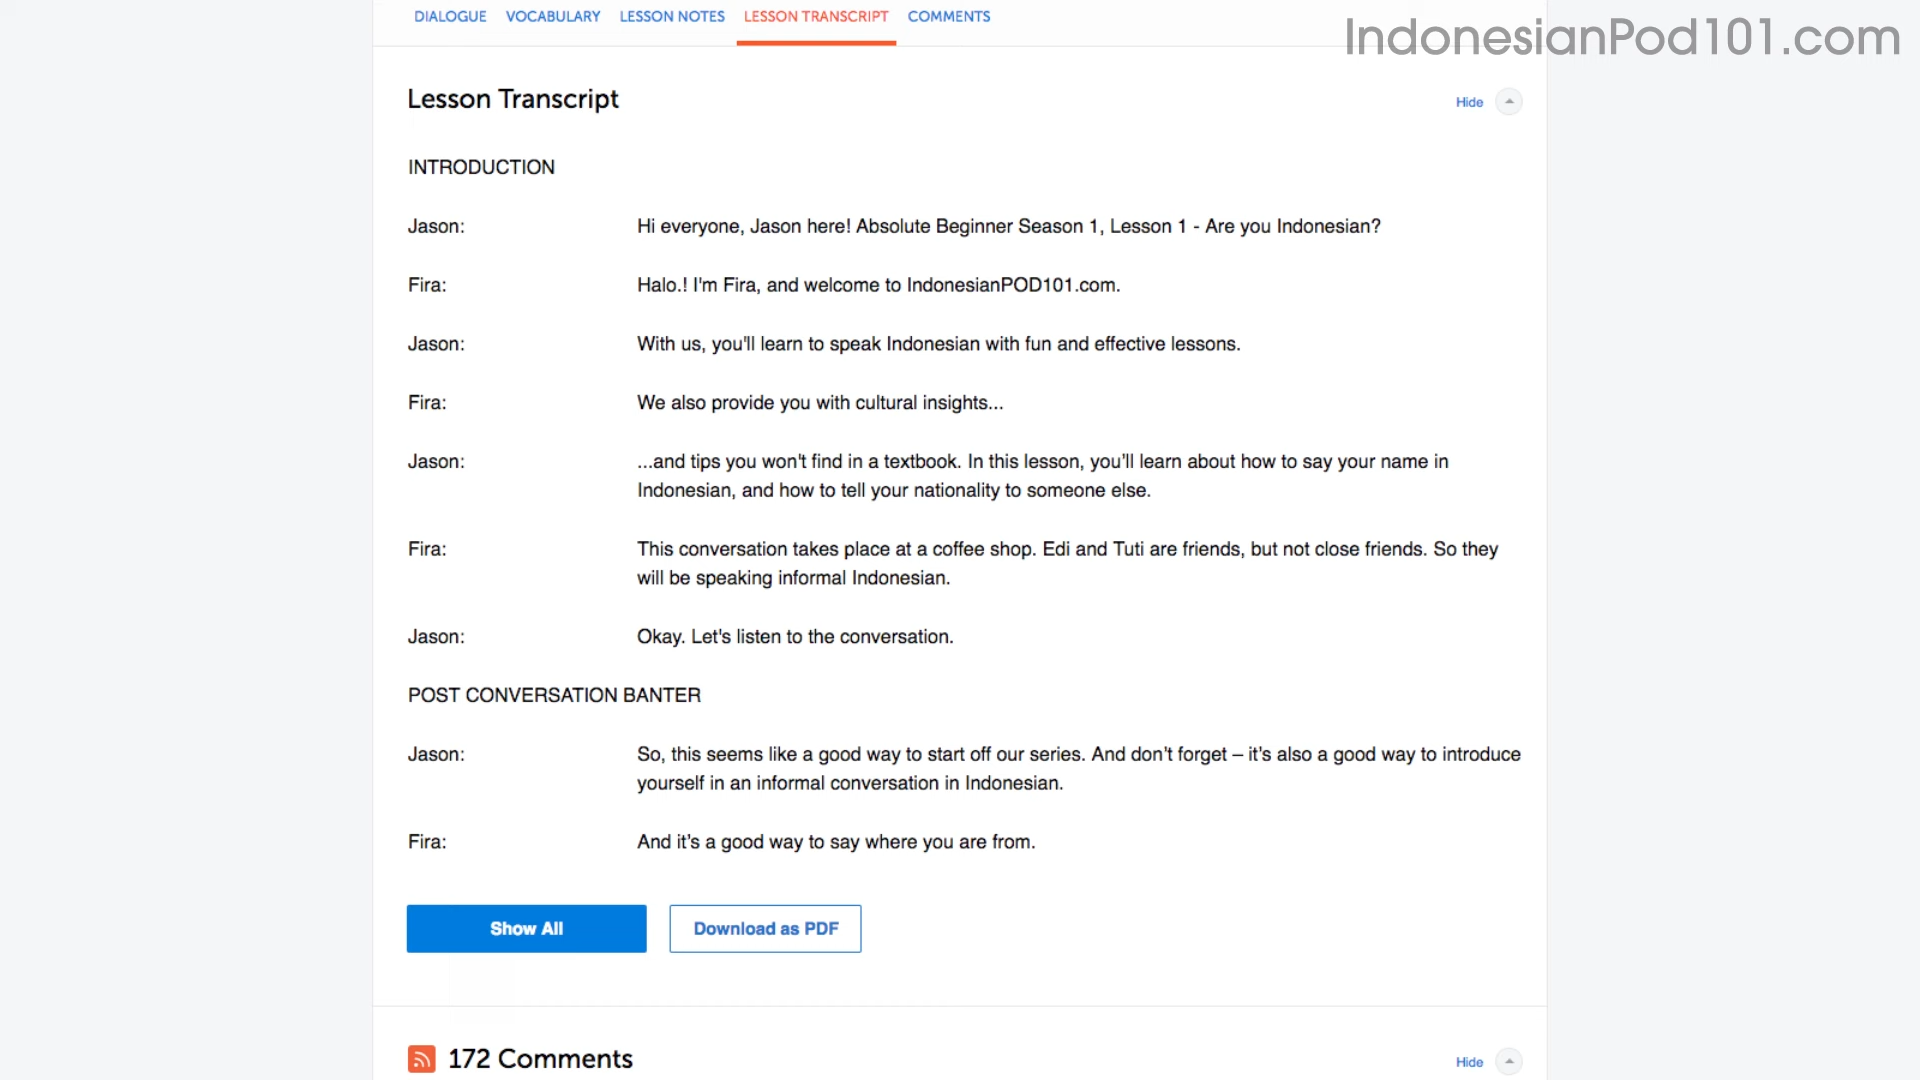 DIALOGUE VOCABULARY LESSON NOTES LESSON TRANSCRIPT COMMENTS
IndonesianPod101.com
Lesson Transcript
Hide
INTRODUCTION
Jason: Hi everyone, Jason here! Absolute Beginner Season 1, Lesson 1 - Are you Indonesian?
Fira: Halo.! I'm Fira, and welcome to IndonesianPOD101.com.
Jason: With us, you'll learn to speak Indonesian with fun and effective lessons.
Fira: We also provide you with cultural insights...
Jason: ...and tips you won't find in a textbook. In this lesson, you’ll learn about how to say your name in
Indonesian, and how to tell your nationality to someone else.
Fira: This conversation takes place at a coffee shop. Edi and Tuti are friends, but not close friends. So they
will be speaking informal Indonesian.
Jason: Okay. Let's listen to the conversation.
POST CONVERSATION BANTER
Jason: So, this seems like a good way to start off our series. And don’t forget – it’s also a good way to introduce
yourself in an informal conversation in Indonesian.
Fira: And it’s a good way to say where you are from.
Show All
Download as PDF
172 Comments
Hide